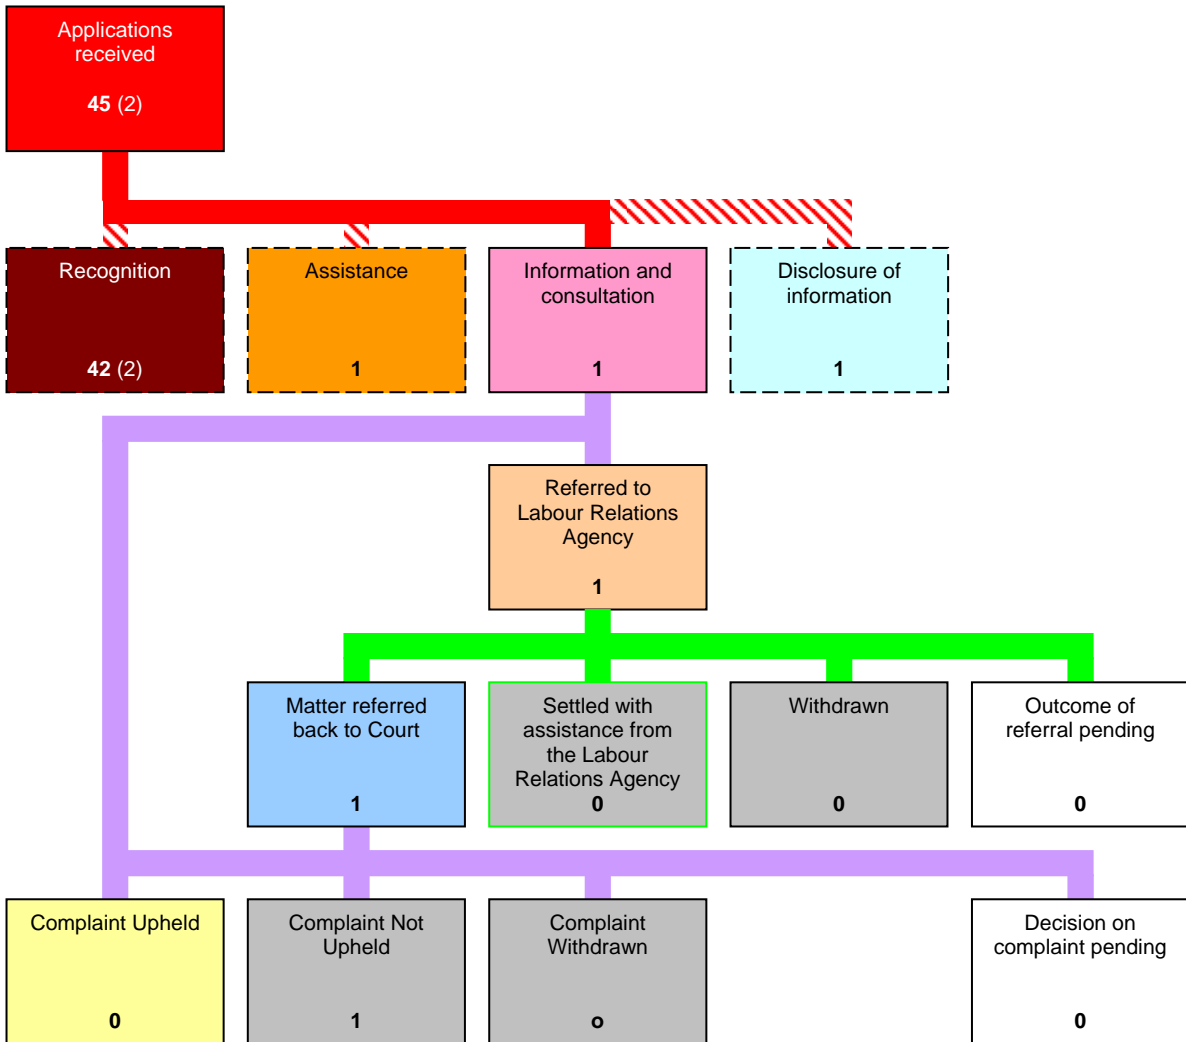 Applications
received
45 (2)
Recognition
42 (2)
Assistance
1
Information and
consultation
1
Disclosure of
information
1
Referred to
Labour Relations
Agency
1
Matter referred
back to Court
1
Settled with
assistance from
the Labour
Relations Agency
0
Withdrawn
0
Outcome of
referral pending
0
Complaint Upheld
0
Complaint Not
Upheld
1
Complaint
Withdrawn
o
Decision on
complaint pending
0